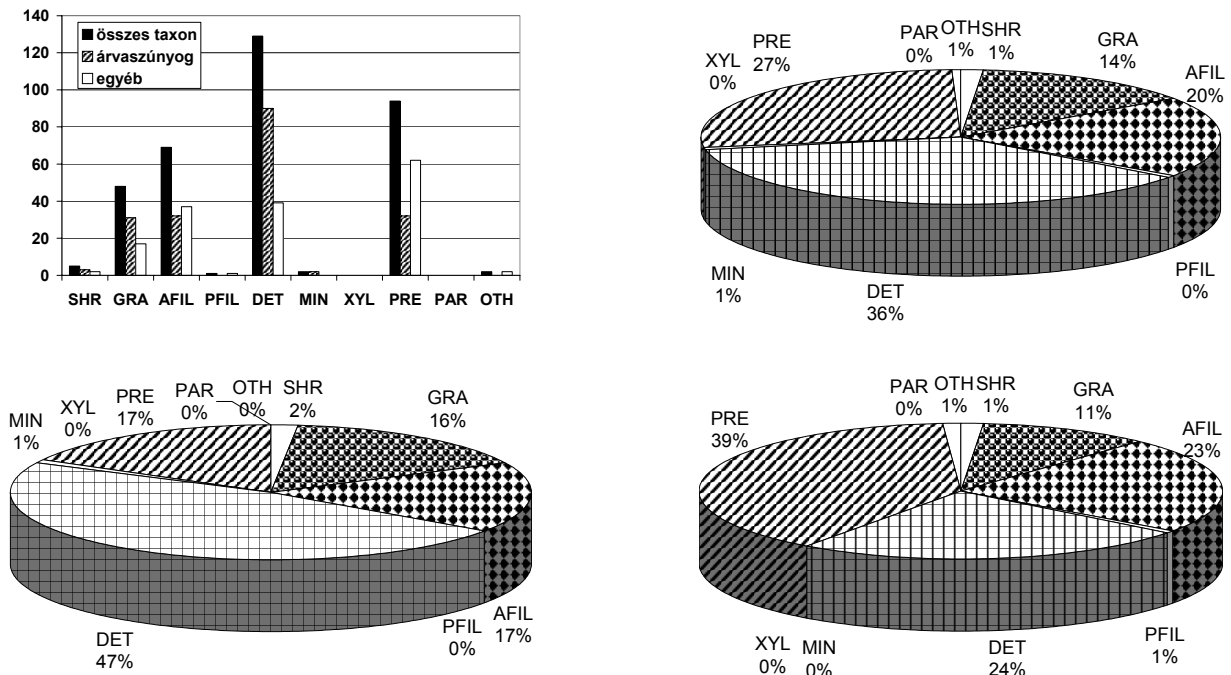 140
120
100
80
60
40
20
0
összes taxon
árvaszúnyog
egyéb
SHR GRA AFIL PFIL DET MIN XYL PRE PAR OTH
XYL
0%
PRE
27%
PAR
0%
OTH
1%
SHR
1%
GRA
14%
AFIL
20%
MIN
1%
DET
36%
PFIL
0%
MIN
1%
XYL
0%
PRE
17%
PAR
0%
OTH
0%
SHR
2%
GRA
16%
DET
47%
PFIL
0%
AFIL
17%
PRE
39%
PAR
0%
OTH
1%
SHR
1%
GRA
11%
AFIL
23%
XYL
0%
MIN
0%
DET
24%
PFIL
1%